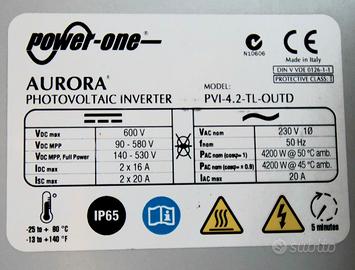 power-one
N10606
Made in Italy
DIN V VDE 0126-1-1
PROTECTIVE CLASS: I
AURORA®
PHOTOVOLTAIC INVERTER
MODEL:
PVI-4.2-TL-OUTD
VDC max 600 V
VDC MPP 90 - 580 V
VDC MPP, Full Power 140 - 530 V
IDC max 2 x 16 A
ISC max 2 x 20 A
VAC nom 230 V 1Ø
fnom 50 Hz
PAC nom (cosφ=1) 4200 W @ 50 °C amb.
PAC nom (cosφ=± 0.9) 4200 W @ 45 °C amb.
IAC max 20 A
-25 to + 60 °C
-13 to +140 °F
IP65
5 minutes
subito